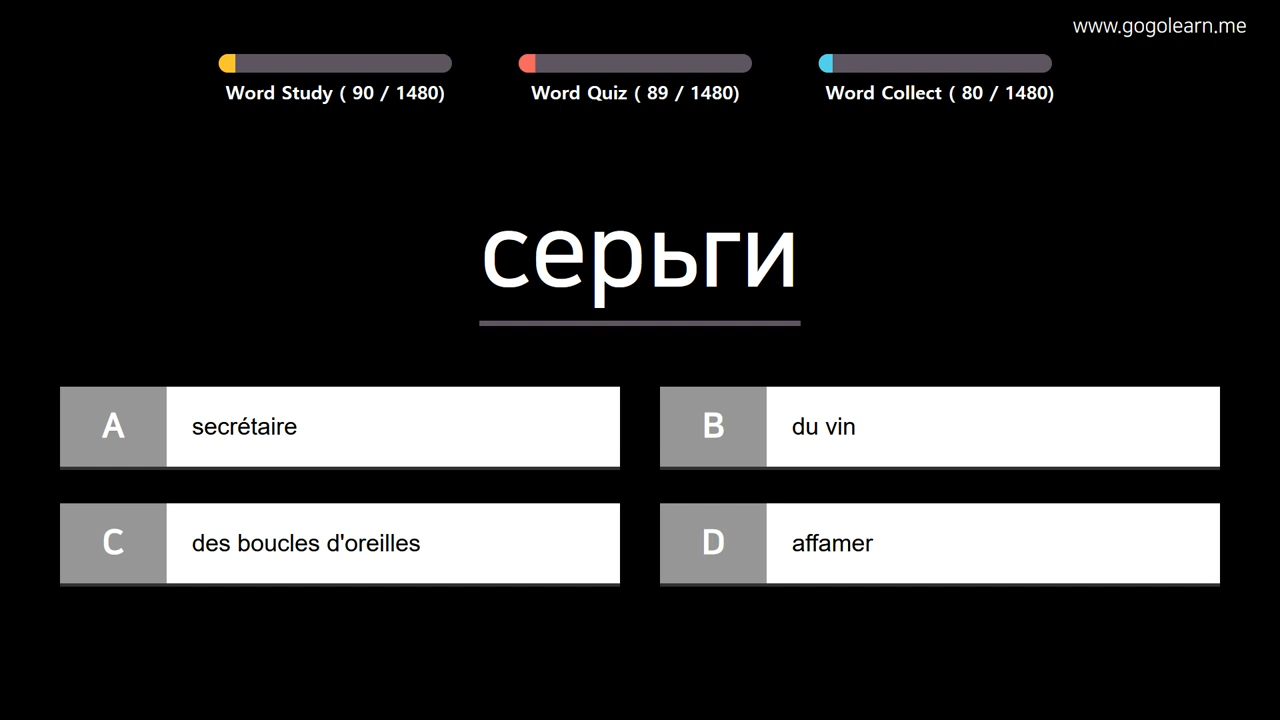 www.gogolearn.me
Word Study ( 90 / 1480)
Word Quiz ( 89 / 1480)
Word Collect ( 80 / 1480)
серьги
A secrétaire
B du vin
C des boucles d'oreilles
D affamer